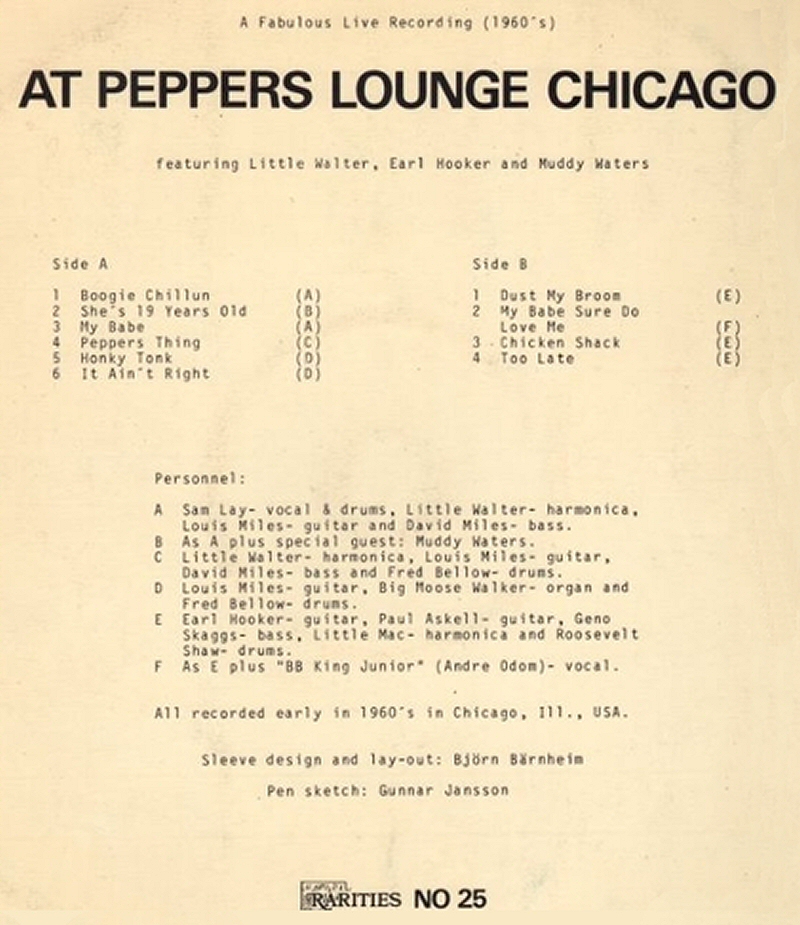 A Fabulous Live Recording (1960's)
AT PEPPERS LOUNGE CHICAGO
featuring Little Walter, Earl Hooker and Muddy Waters
Side A
1 Boogie Chillun (A)
2 She's 19 Years Old (B)
3 My Babe (A)
4 Peppers Thing (C)
5 Honky Tonk (D)
6 It Ain't Right (D)
Side B
1 Dust My Broom (E)
2 My Babe Sure Do
Love Me (F)
3 Chicken Shack (E)
4 Too Late (E)
Personnel:
A Sam Lay- vocal & drums, Little Walter- harmonica,
Louis Miles- guitar and David Miles- bass.
B As A plus special guest: Muddy Waters.
C Little Walter- harmonica, Louis Miles- guitar,
David Miles- bass and Fred Bellow- drums.
D Louis Miles- guitar, Big Moose Walker- organ and
Fred Bellow- drums.
E Earl Hooker- guitar, Paul Askell- guitar, Geno
Skaggs- bass, Little Mac- harmonica and Roosevelt
Shaw- drums.
F As E plus "BB King Junior" (Andre Odom)- vocal.
All recorded early in 1960's in Chicago, Ill., USA.
Sleeve design and lay-out: Björn Bärnheim
Pen sketch: Gunnar Jansson
RARITIES NO 25